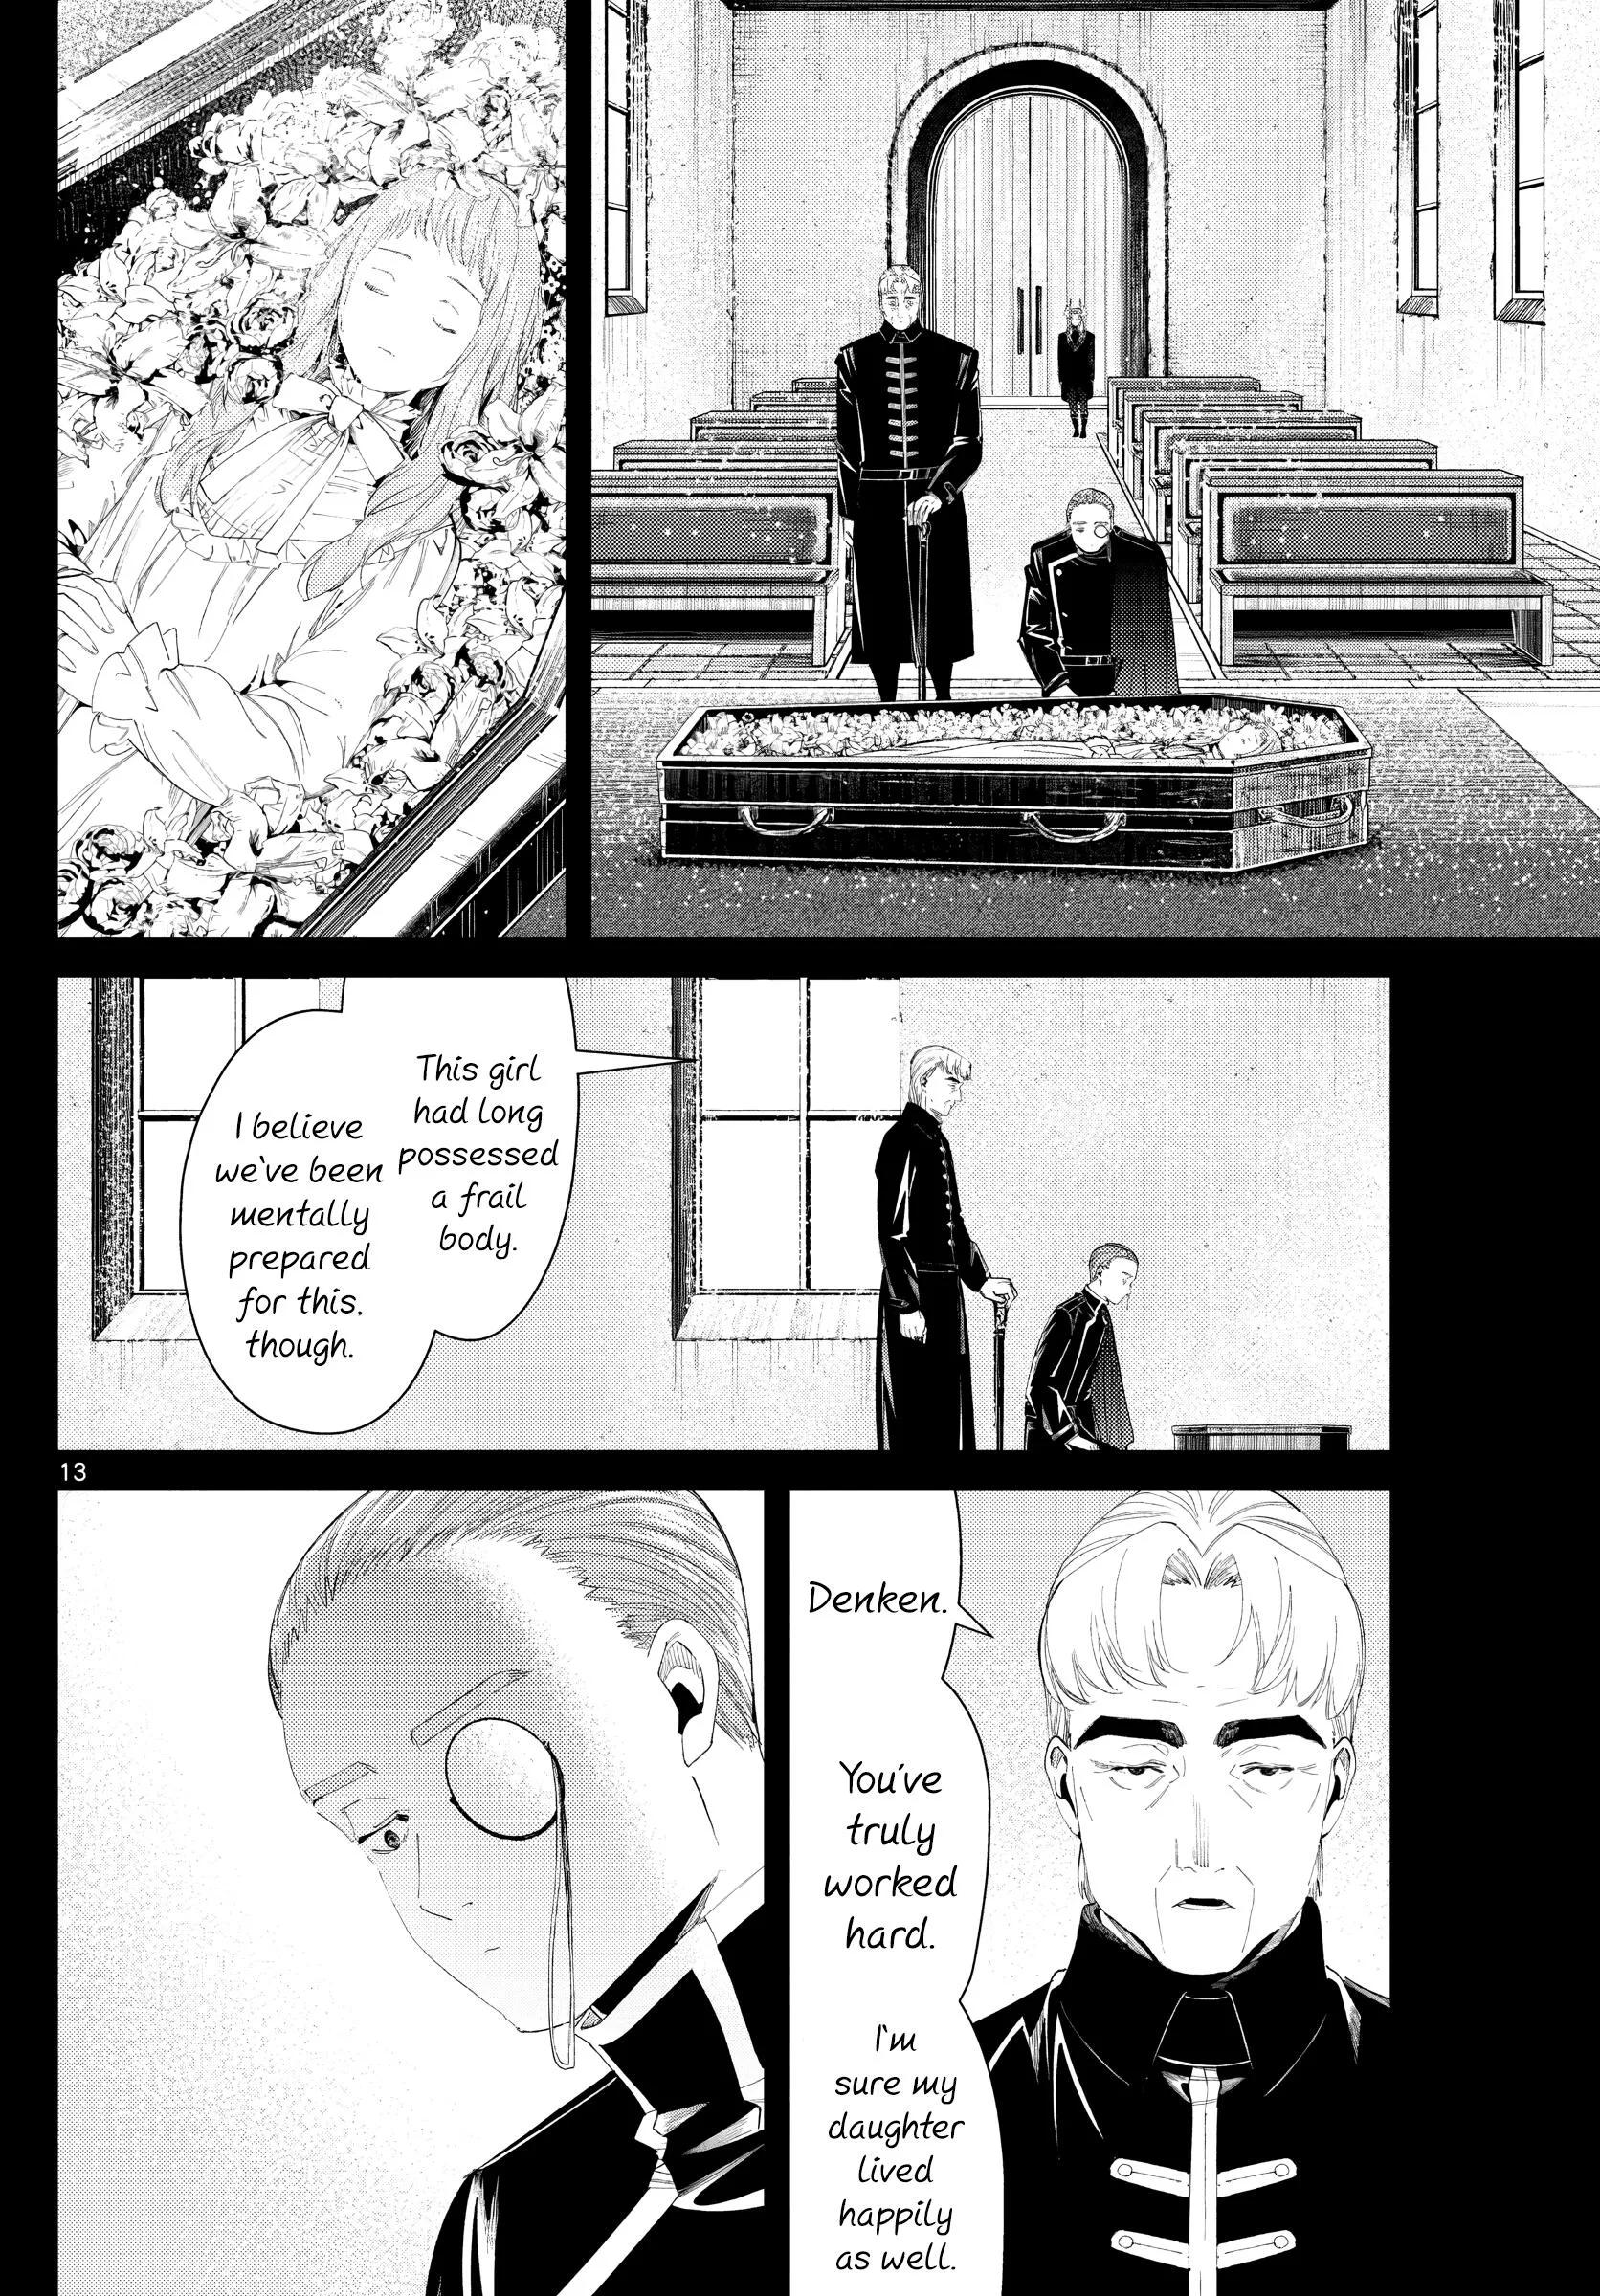 This girl
had long
possessed
a frail
body.
I believe
we've been
mentally
prepared
for this,
though.
13
Denken.
You've
truly
worked
hard.
I'm
sure my
daughter
lived
happily
as well.